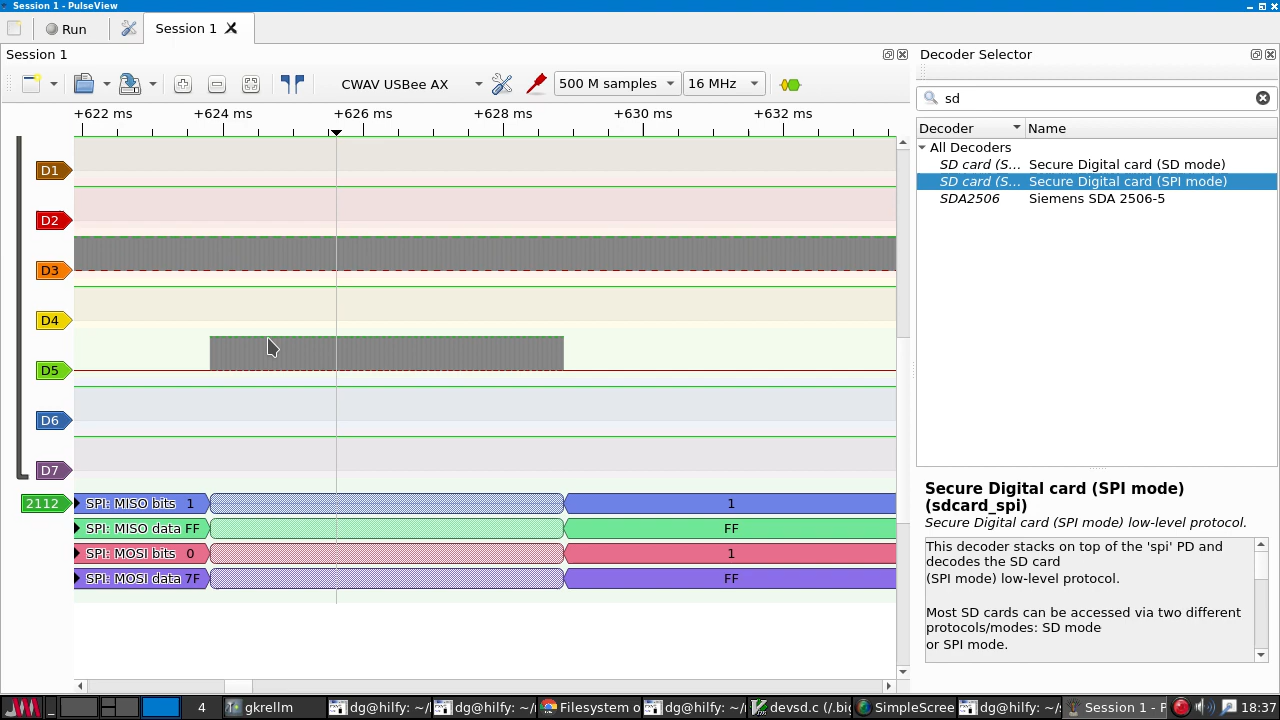 Session 1 - PulseView
Run
Session 1
Session 1
CWAV USBee AX
500 M samples
16 MHz
+622 ms
+624 ms
+626 ms
+628 ms
+630 ms
+632 ms
D1
D2
D3
D4
D5
D6
D7
2112
SPI: MISO bits 1
1
SPI: MISO data FF
FF
SPI: MOSI bits 0
1
SPI: MOSI data 7F
FF
Decoder Selector
sd
Decoder Name
All Decoders
SD card (S... Secure Digital card (SD mode)
SD card (S... Secure Digital card (SPI mode)
SDA2506 Siemens SDA 2506-5
Secure Digital card (SPI mode)
(sdcard_spi)
Secure Digital card (SPI mode) low-level protocol.
This decoder stacks on top of the 'spi' PD and
decodes the SD card
(SPI mode) low-level protocol.
Most SD cards can be accessed via two different
protocols/modes: SD mode
or SPI mode.
4 gkrellm dg@hilfy: ~/ dg@hilfy: ~/ Filesystem o dg@hilfy: ~/ devsd.c (/.big SimpleScree dg@hilfy: ~/ Session 1 - P 18:37